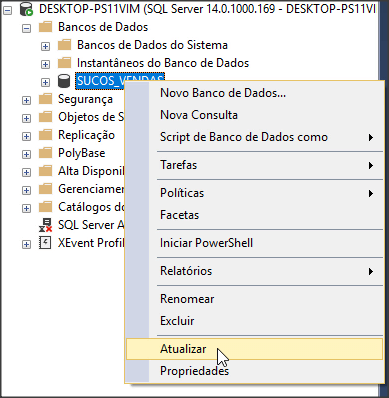 DESKTOP-PS11VIM (SQL Server 14.0.1000.169 - DESKTOP-PS11VI
Bancos de Dados
Bancos de Dados do Sistema
Instantâneos do Banco de Dados
SUCOS_VENDAS
Segurança
Objetos de S
Replicação
PolyBase
Alta Disponi
Gerenciamen
Catálogos do
SQL Server A
XEvent Profil
Novo Banco de Dados...
Nova Consulta
Script de Banco de Dados como
Tarefas
Políticas
Facetas
Iniciar PowerShell
Relatórios
Renomear
Excluir
Atualizar
Propriedades